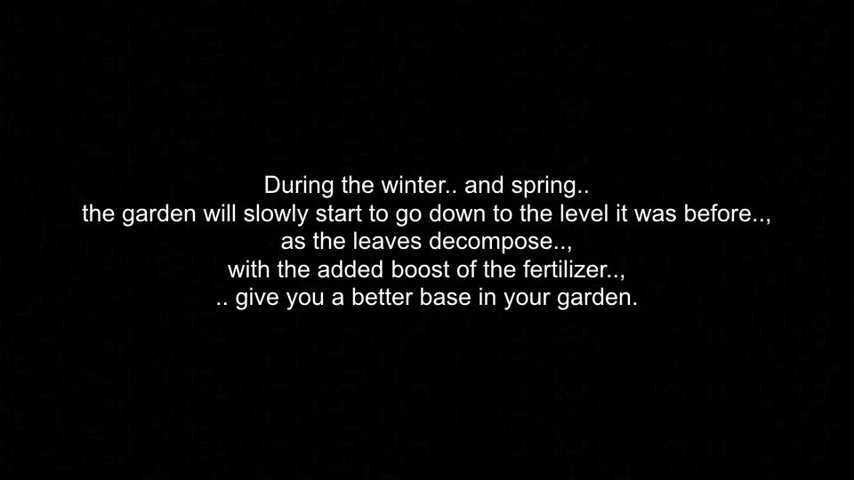 During the winter.. and spring..
the garden will slowly start to go down to the level it was before..,
as the leaves decompose..,
with the added boost of the fertilizer..,
.. give you a better base in your garden.